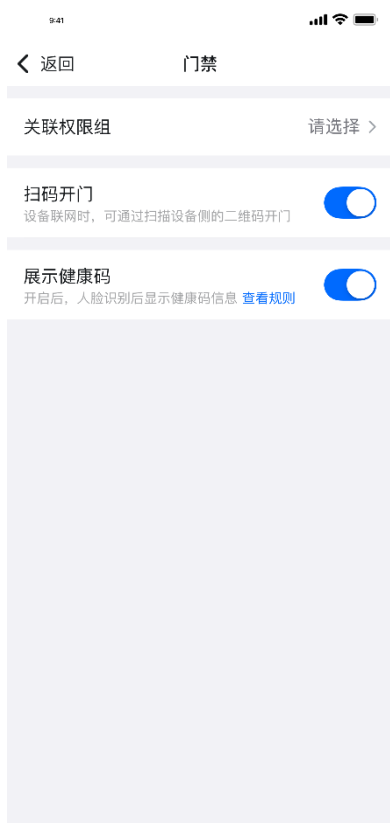 9:41
返回
门禁
关联权限组
请选择
扫码开门
设备联网时，可通过扫描设备侧的二维码开门
展示健康码
开启后，人脸识别后显示健康码信息 查看规则